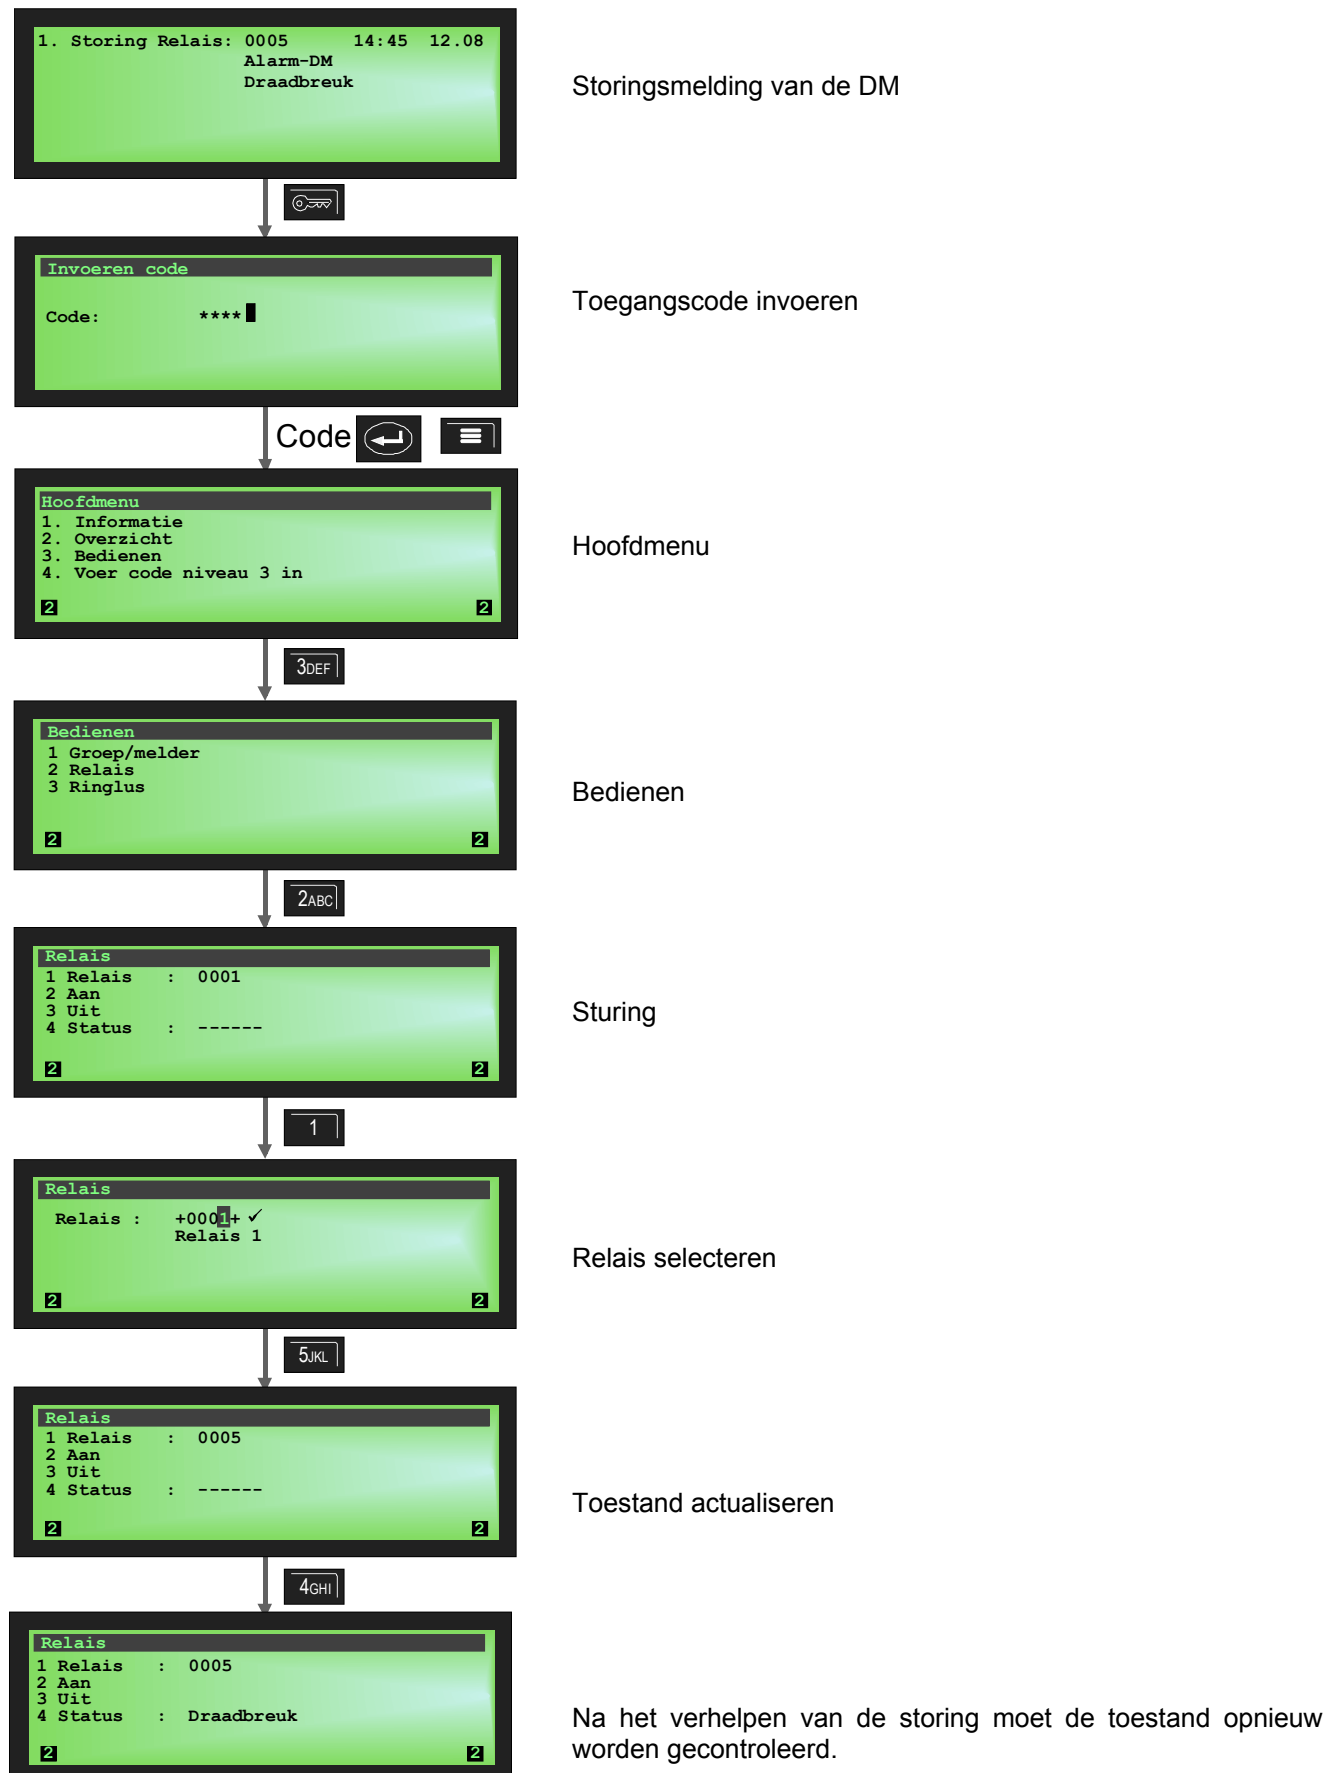 1. Storing Relais: 0005 14:45 12.08
Alarm-DM
Draadbreuk
Storingsmelding van de DM
Invoeren code
Code: ****
Toegangscode invoeren
Code
Hoofdmenu
1. Informatie
2. Overzicht
3. Bedienen
4. Voer code niveau 3 in
2 2
Hoofdmenu
3DEF
Bedienen
1 Groep/melder
2 Relais
3 Ringlus
2 2
Bedienen
2ABC
Relais
1 Relais : 0001
2 Aan
3 Uit
4 Status : ------
2 2
Sturing
1
Relais
Relais : +0001+ ✓
Relais 1
2 2
Relais selecteren
5JKL
Relais
1 Relais : 0005
2 Aan
3 Uit
4 Status : ------
2 2
Toestand actualiseren
4GHI
Relais
1 Relais : 0005
2 Aan
3 Uit
4 Status : Draadbreuk
2 2
Na het verhelpen van de storing moet de toestand opnieuw
worden gecontroleerd.